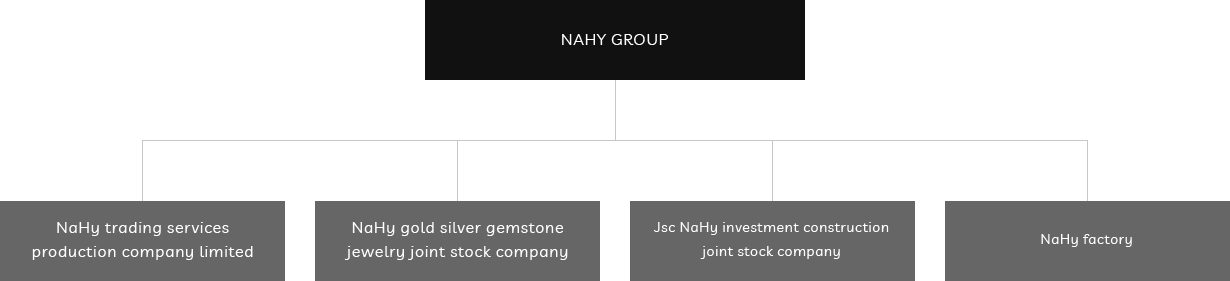 NAHY GROUP
NaHy trading services
production company limited
NaHy gold silver gemstone
jewelry joint stock company
Jsc NaHy investment construction
joint stock company
NaHy factory